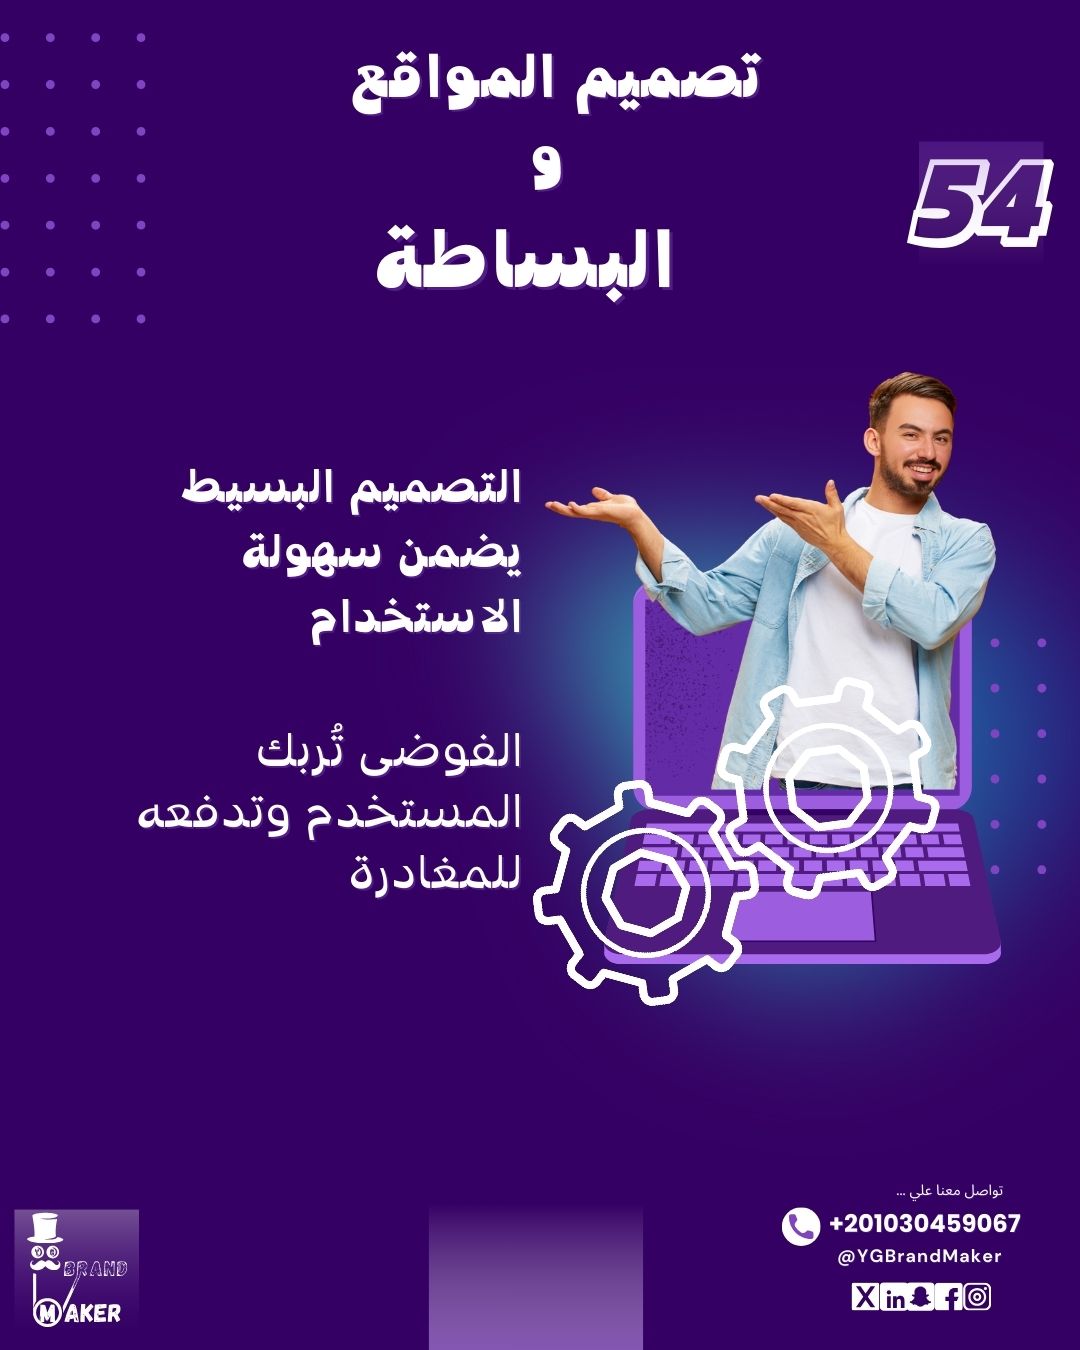 تصميم المواقع
و
البساطة
54
التصميم البسيط
يضمن سهولة
الاستخدام
الفوضى تُربك
المستخدم وتدفعه
للمغادرة
تواصل معنا علي ...
+201030459067
@YGBrandMaker
BRAND
MAKER